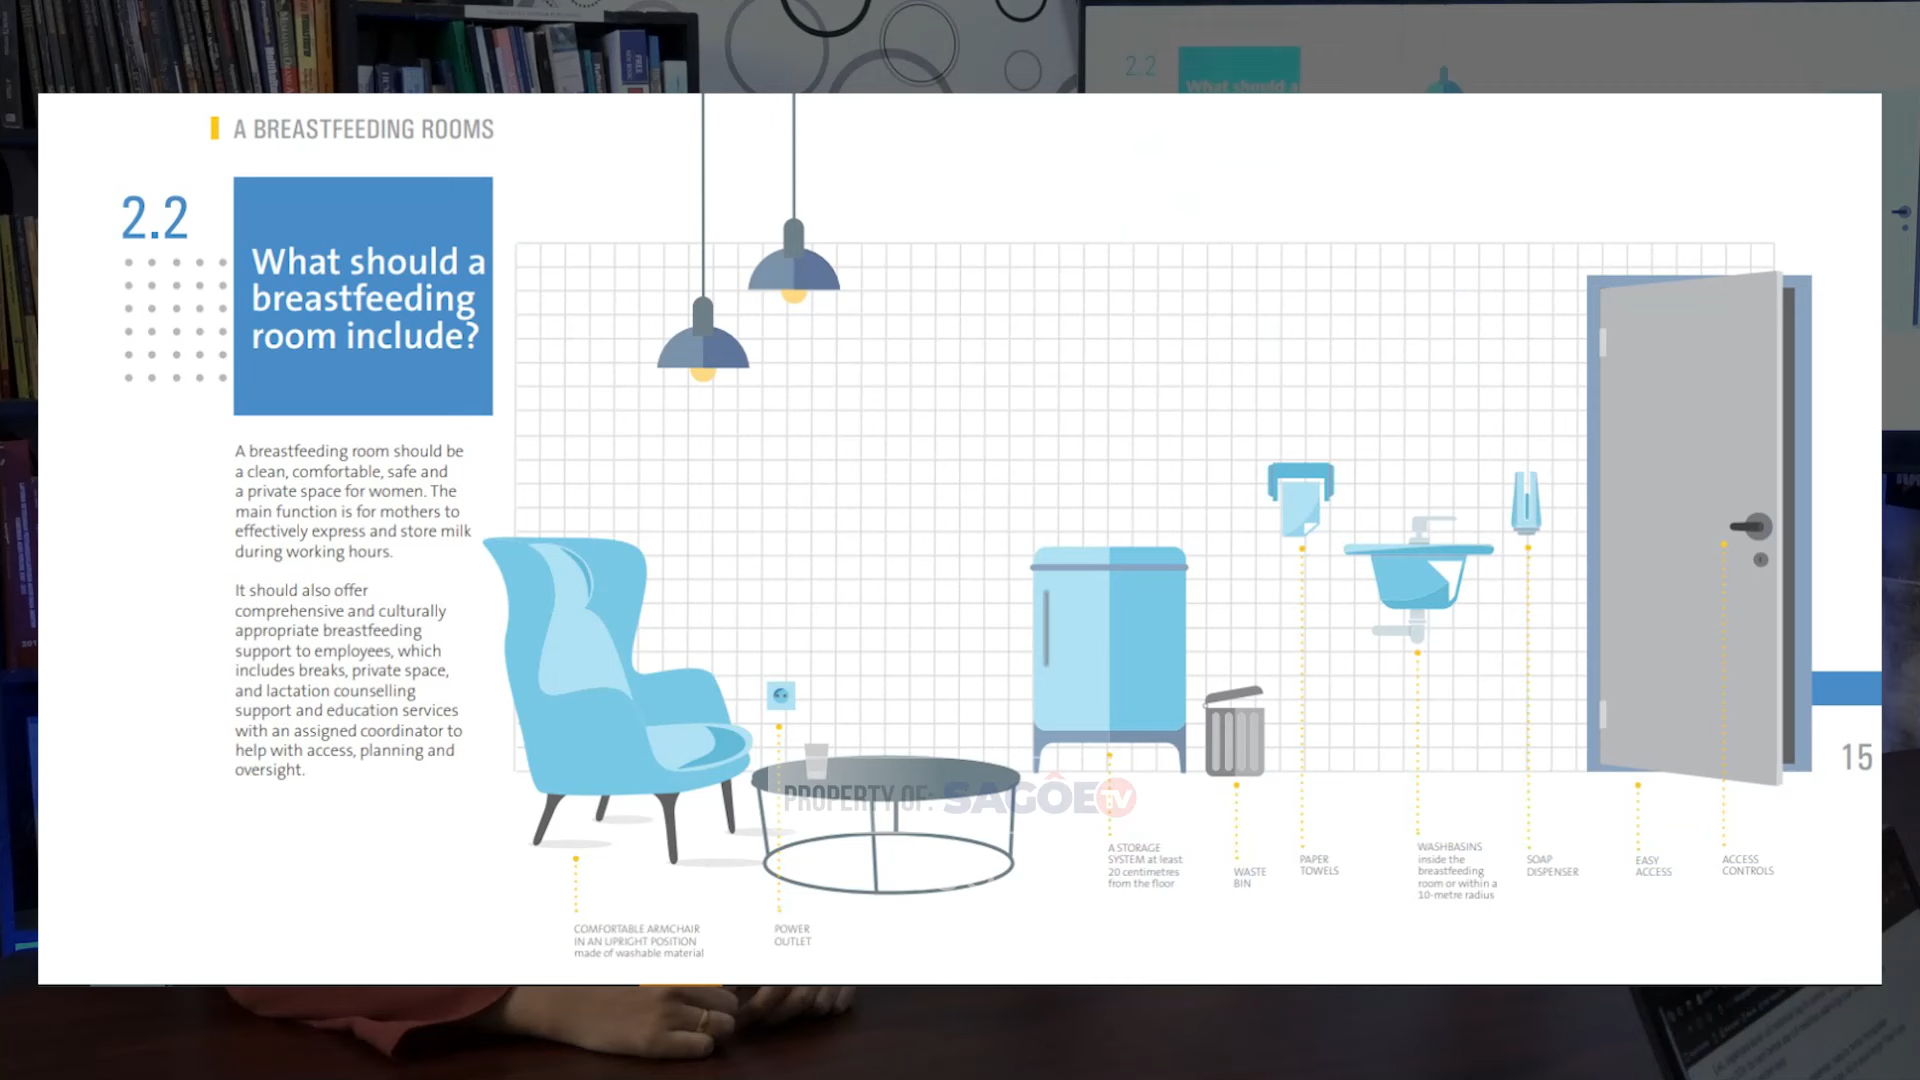 A BREASTFEEDING ROOMS
2.2
What should a
breastfeeding
room include?
A breastfeeding room should be
a clean, comfortable, safe and
a private space for women. The
main function is for mothers to
effectively express and store milk
during working hours.
It should also offer
comprehensive and culturally
appropriate breastfeeding
support to employees, which
includes breaks, private space,
and lactation counselling
support and education services
with an assigned coordinator to
help with access, planning and
oversight.
COMFORTABLE ARMCHAIR
IN AN UPRIGHT POSITION
made of washable material
POWER
OUTLET
A STORAGE
SYSTEM at least
20 centimetres
from the floor
WASTE
BIN
PAPER
TOWELS
WASHBASINS
inside the
breastfeeding
room or within a
10-metre radius
SOAP
DISPENSER
EASY
ACCESS
ACCESS
CONTROLS
15
PROPERTY OF: SAGÔE TV
2.2
What should a